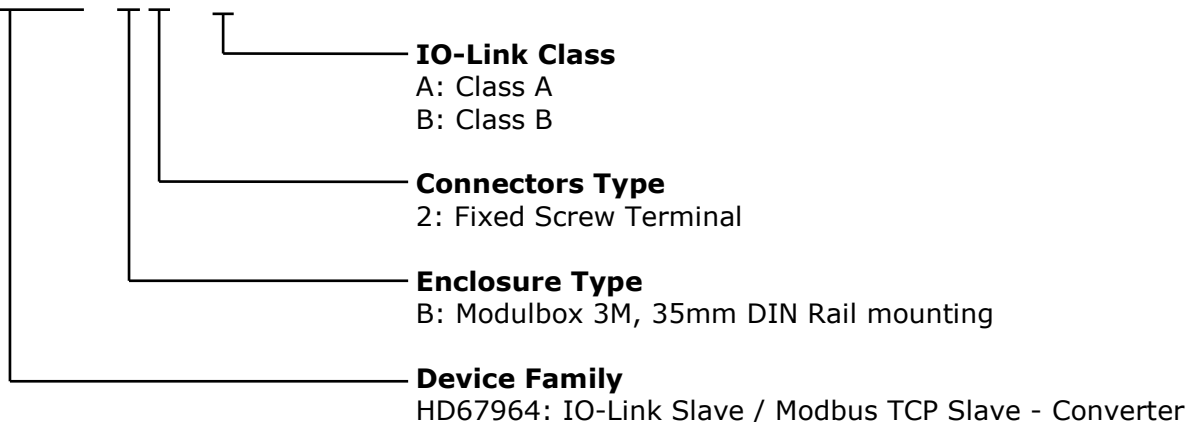 IO-Link Class
A: Class A
B: Class B
Connectors Type
2: Fixed Screw Terminal
Enclosure Type
B: Modulbox 3M, 35mm DIN Rail mounting
Device Family
HD67964: IO-Link Slave / Modbus TCP Slave - Converter